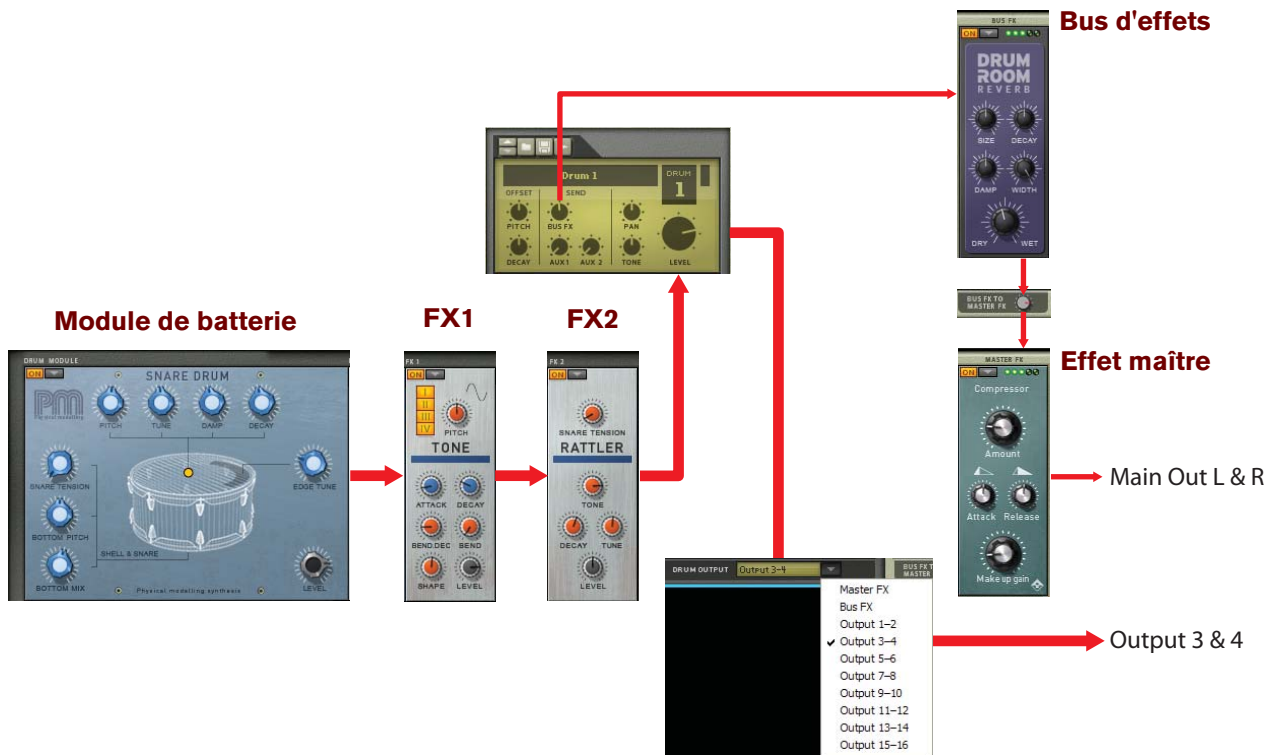 Bus d'effets
BUS FX
ON
DRUM
ROOM
REVERB
SIZE DECAY
DAMP WIDTH
DRY WET
Drum 1
DRUM
1
OFFSET SEND
PITCH BUS FX PAN
DECAY AUX 1 AUX 2 TONE LEVEL
BUS FX TO
MASTER FX
Module de batterie
FX1
FX2
Effet maître
DRUM MODULE
ON
SNARE DRUM
PM
Physical modelling
PITCH TUNE DAMP DECAY
SNARE TENSION
EDGE TUNE
BOTTOM PITCH
SHELL & SNARE
BOTTOM MIX
Physical modelling synthesis
LEVEL
FX 1
ON
I
II
III
IV
PITCH
TONE
ATTACK DECAY
BEND DEC BEND
SHAPE LEVEL
FX 2
ON
SNARE TENSION
RATTLER
TONE
DECAY TUNE
LEVEL
MASTER FX
ON
Compressor
Amount
Attack Release
Make up gain
Main Out L & R
DRUM OUTPUT Output 3-4
BUS FX T
MASTER
Master FX
Bus FX
Output 1-2
Output 3-4
Output 5-6
Output 7-8
Output 9-10
Output 11-12
Output 13-14
Output 15-16
Output 3 & 4